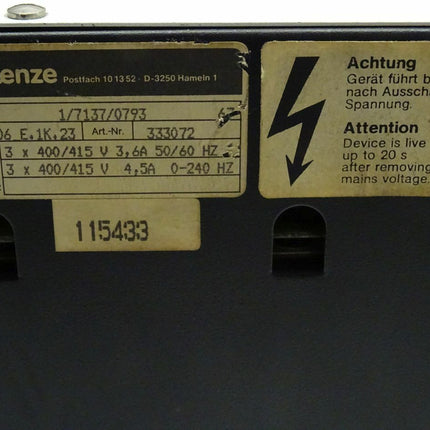 enze Postfach 10 13 52 · D-3250 Hameln 1
1/7137/0793
06 E.1K.23 Art.-Nr. 333072
3 x 400/415 V 3,6A 50/60 HZ
3 x 400/415 V 4,5A 0-240 HZ
115433
Achtung
Gerät führt b
nach Ausscha
Spannung.
Attention
Device is live
up to 20 s
after removing
mains voltage.